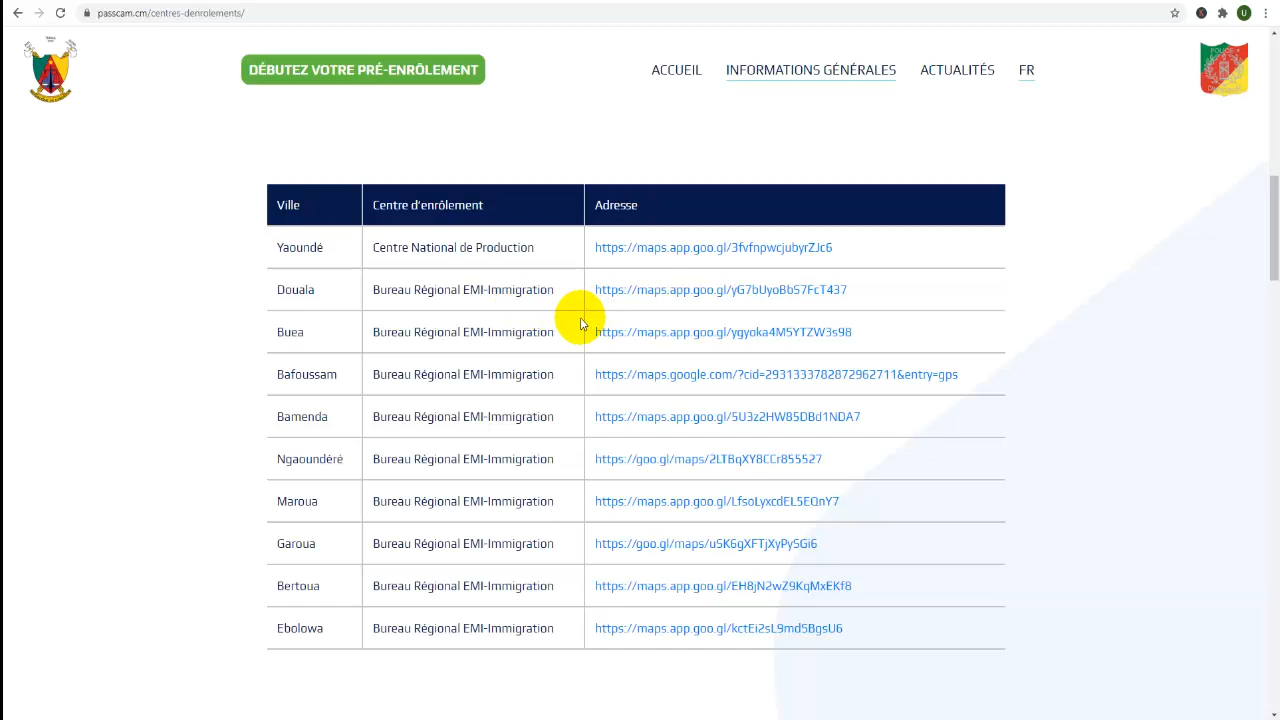 passcam.cm/centres-denrolements/
U
DÉBUTEZ VOTRE PRÉ-ENRÔLEMENT
ACCUEIL
INFORMATIONS GÉNÉRALES
ACTUALITÉS
FR
POLICE
Ville Centre d'enrôlement Adresse
Yaoundé Centre National de Production https://maps.app.goo.gl/3fvfnpwcjubyrZJc6
Douala Bureau Régional EMI-Immigration https://maps.app.goo.gl/yG7bUyoBbS7FcT437
Buea Bureau Régional EMI-Immigration https://maps.app.goo.gl/ygyoka4M5YTZW3s98
Bafoussam Bureau Régional EMI-Immigration https://maps.google.com/?cid=2931333782872962711&entry=gps
Bamenda Bureau Régional EMI-Immigration https://maps.app.goo.gl/5U3z2HW85DBd1NDA7
Ngaoundéré Bureau Régional EMI-Immigration https://goo.gl/maps/2LTBqXY8CCr855527
Maroua Bureau Régional EMI-Immigration https://maps.app.goo.gl/LfsoLyxcdEL5EQnY7
Garoua Bureau Régional EMI-Immigration https://goo.gl/maps/uSK6gXFTjXyPySGi6
Bertoua Bureau Régional EMI-Immigration https://maps.app.goo.gl/EH8jN2wZ9KqMxEKf8
Ebolowa Bureau Régional EMI-Immigration https://maps.app.goo.gl/kctEi2sL9md5BgsU6